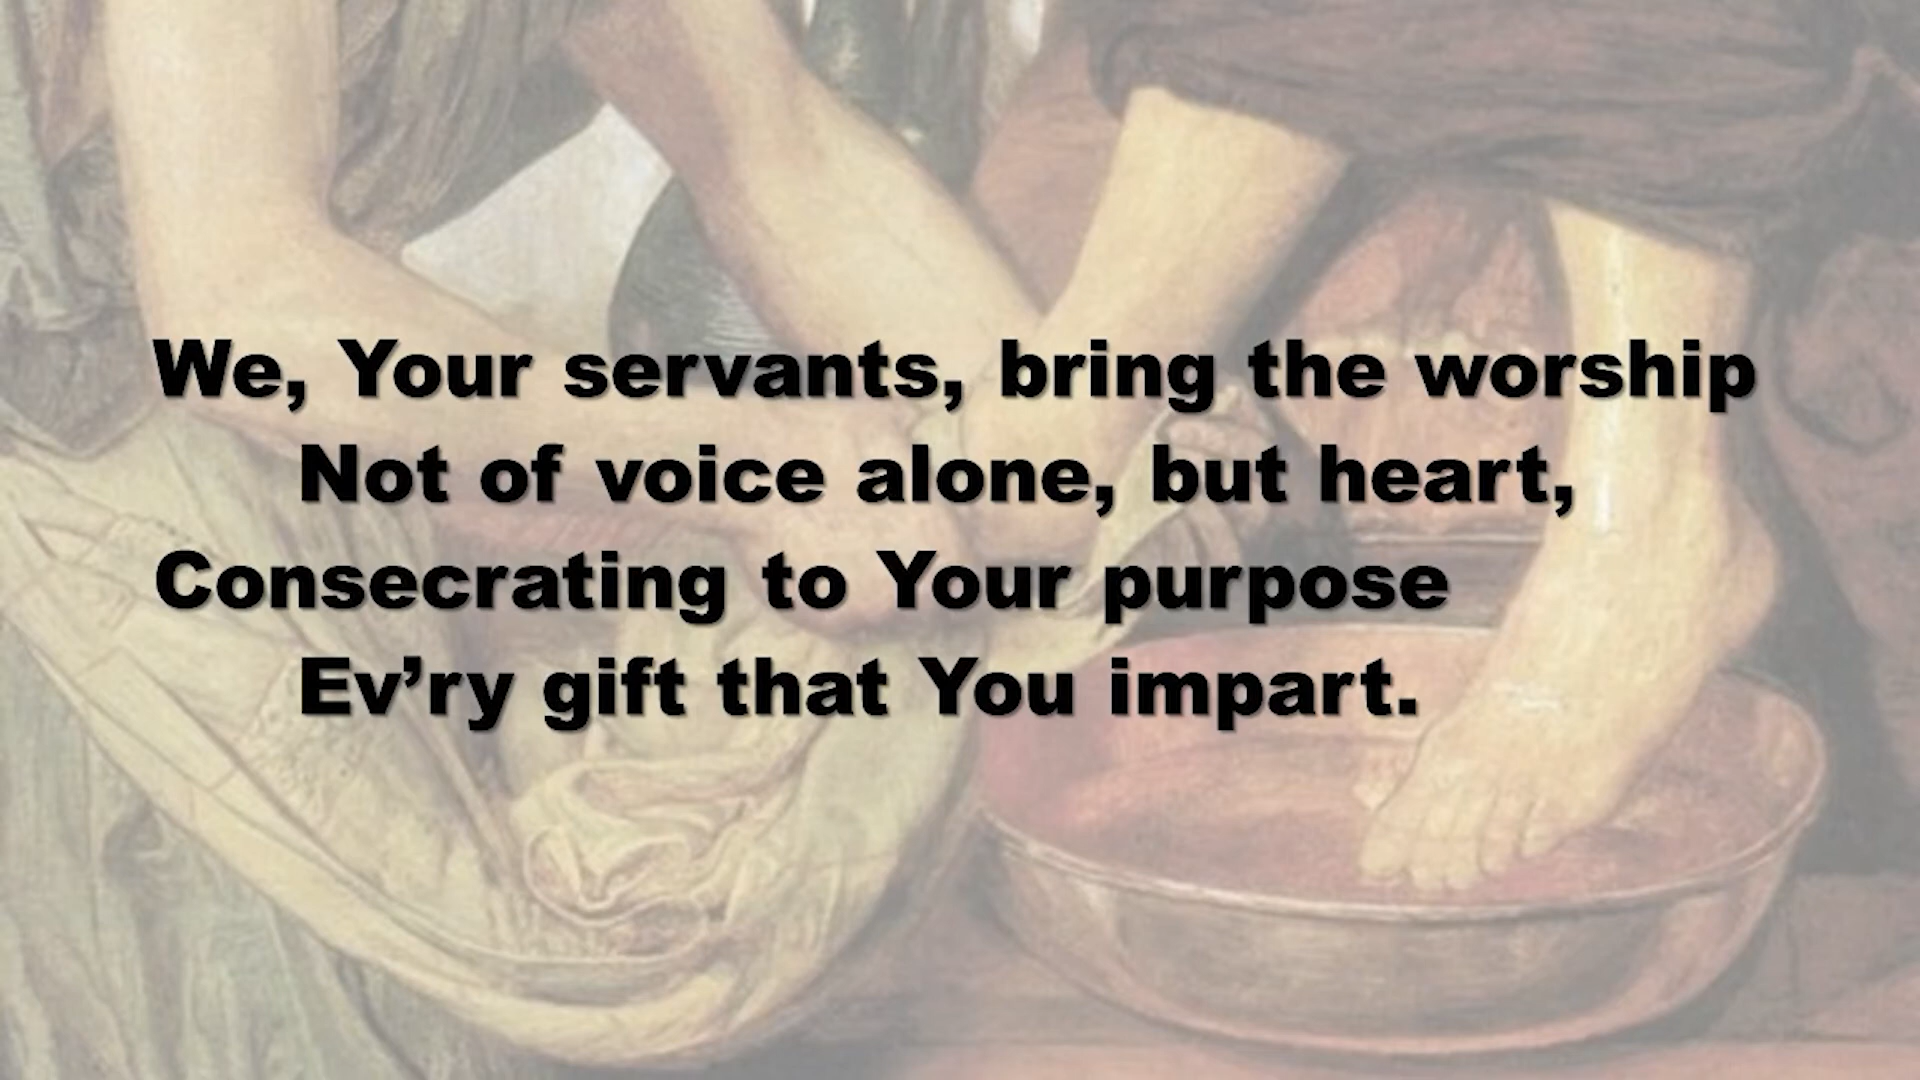 We, Your servants, bring the worship
Not of voice alone, but heart,
Consecrating to Your purpose
Ev’ry gift that You impart.